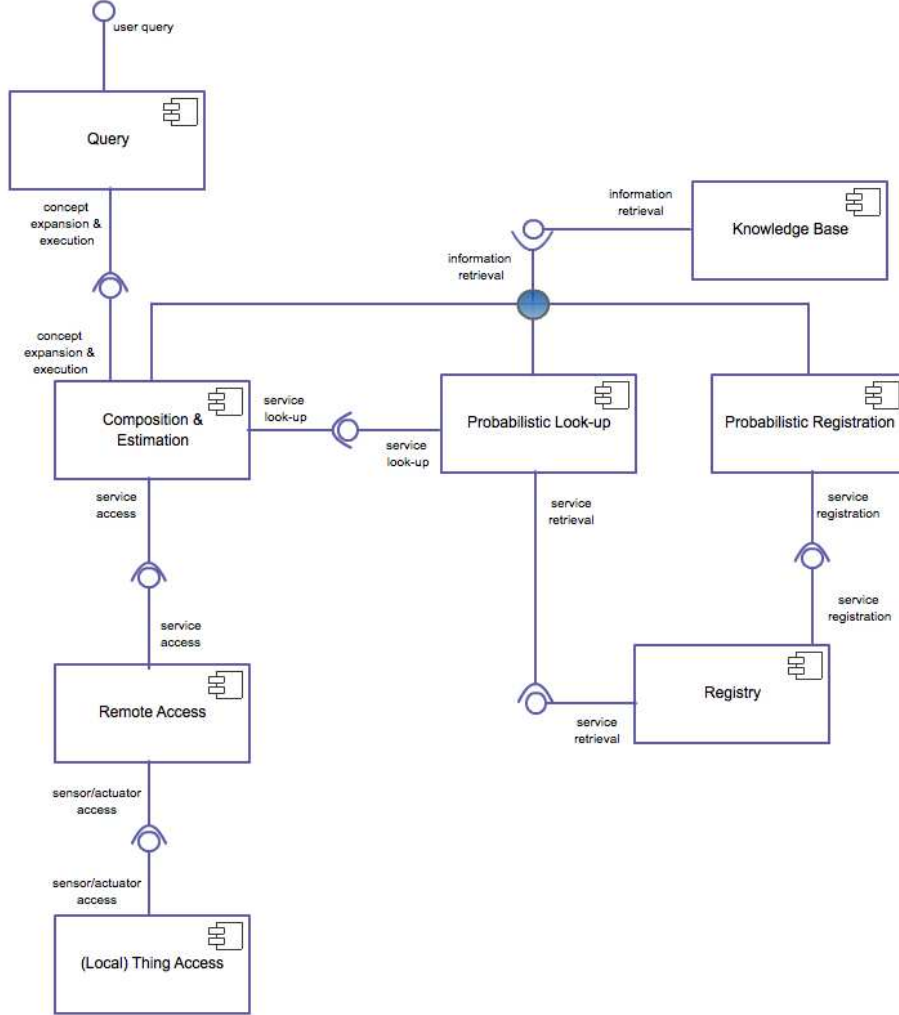 user query
Query
concept
expansion &
execution
information
retrieval
Knowledge Base
information
retrieval
concept
expansion &
execution
Composition &
Estimation
service
look-up
service
look-up
Probabilistic Look-up
Probabilistic Registration
service
access
service
retrieval
service
registration
service
access
service
registration
Remote Access
Registry
service
retrieval
sensor/actuator
access
sensor/actuator
access
(Local) Thing Access